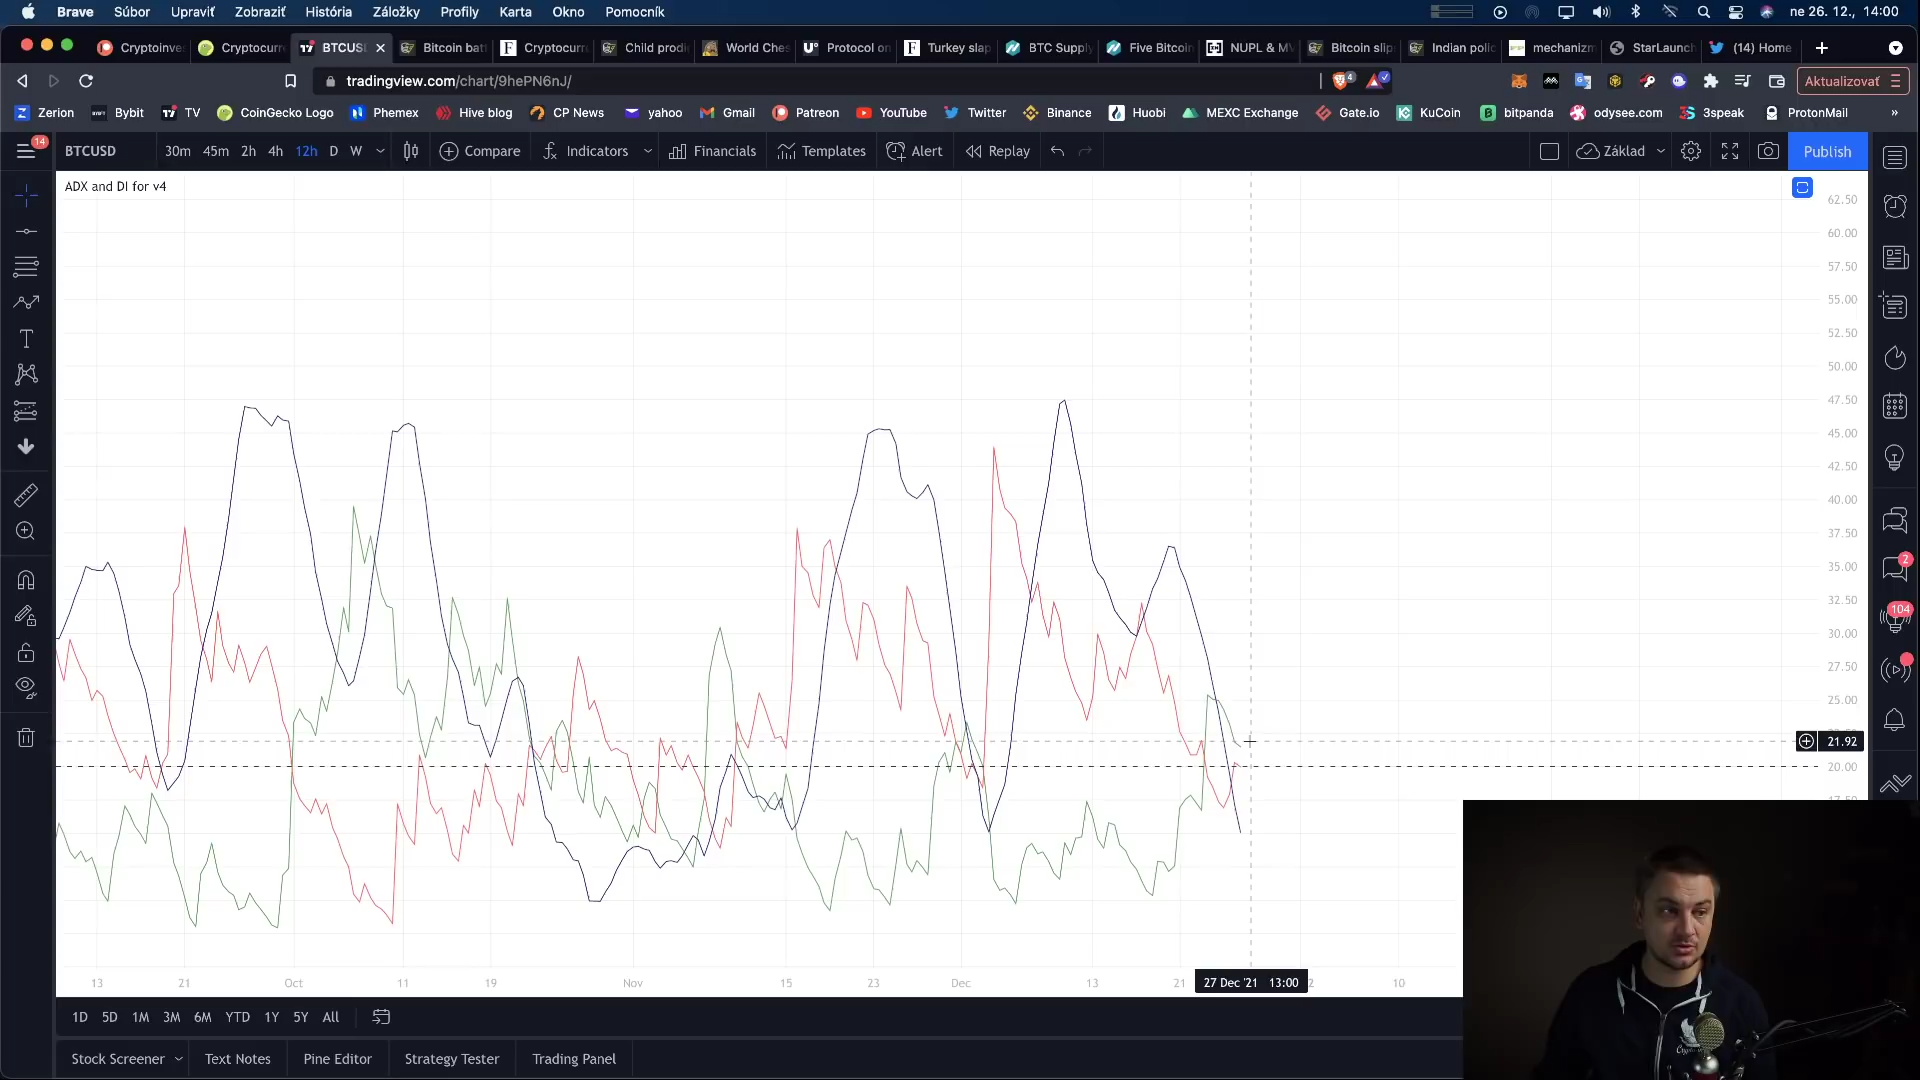 Brave Súbor Upraviť Zobraziť História Záložky Profily Karta Okno Pomocník ne 26. 12., 14:00
Cryptoinve Cryptocurr BTCUS Bitcoin bat Cryptocurr Child prodi World Ches Protocol on Turkey slap BTC Supply Five Bitcoin NUPL & MV Bitcoin slip Indian poli mechanizm StarLaunch (14) Home
tradingview.com/chart/9hePN6nJ/ 4 Aktualizovať
Zerion Bybit TV CoinGecko Logo Phemex Hive blog CP News yahoo Gmail Patreon YouTube Twitter Binance Huobi MEXC Exchange Gate.io KuCoin bitpanda odysee.com 3speak ProtonMail »
14 BTCUSD 30m 45m 2h 4h 12h D W Compare Indicators Financials Templates Alert Replay Základ Publish
ADX and DI for v4
62.50
60.00
57.50
55.00
52.50
50.00
47.50
45.00
42.50
40.00
37.50
35.00
32.50
30.00
27.50
25.00
21.92
20.00
2
104
13 21 Oct 11 19 Nov 15 23 Dec 13 21 27 Dec '21 13:00 2 10
1D 5D 1M 3M 6M YTD 1Y 5Y All
Stock Screener Text Notes Pine Editor Strategy Tester Trading Panel